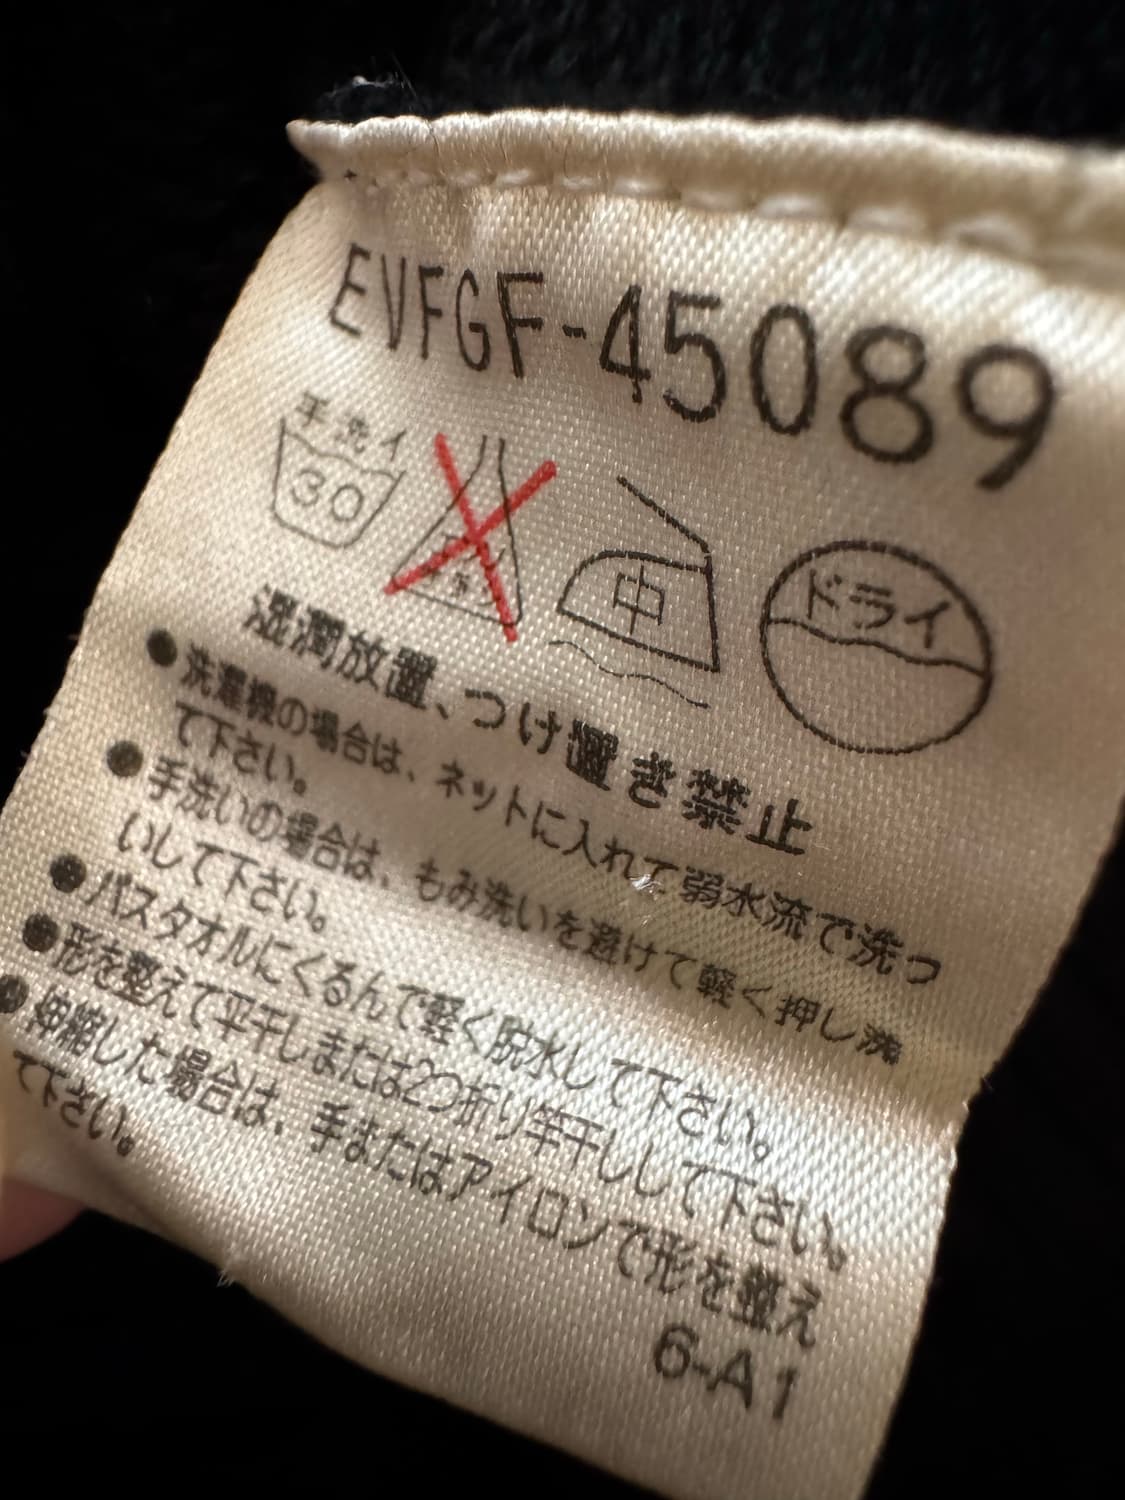 EVFGF-45089
手洗イ
30
中
ドライ
湿潤放置、つけ置き禁止
●洗濯機の場合は、ネットに入れて弱水流で洗っ
て下さい。
●手洗いの場合は、もみ洗いを避けて軽く押し洗
いして下さい。
●バスタオルにくるんで軽く脱水して下さい。
●形を整えて平干しまたは2つ折り竿干しして下さい。
●伸縮した場合は、手またはアイロンで形を整え
て下さい。
6-A1